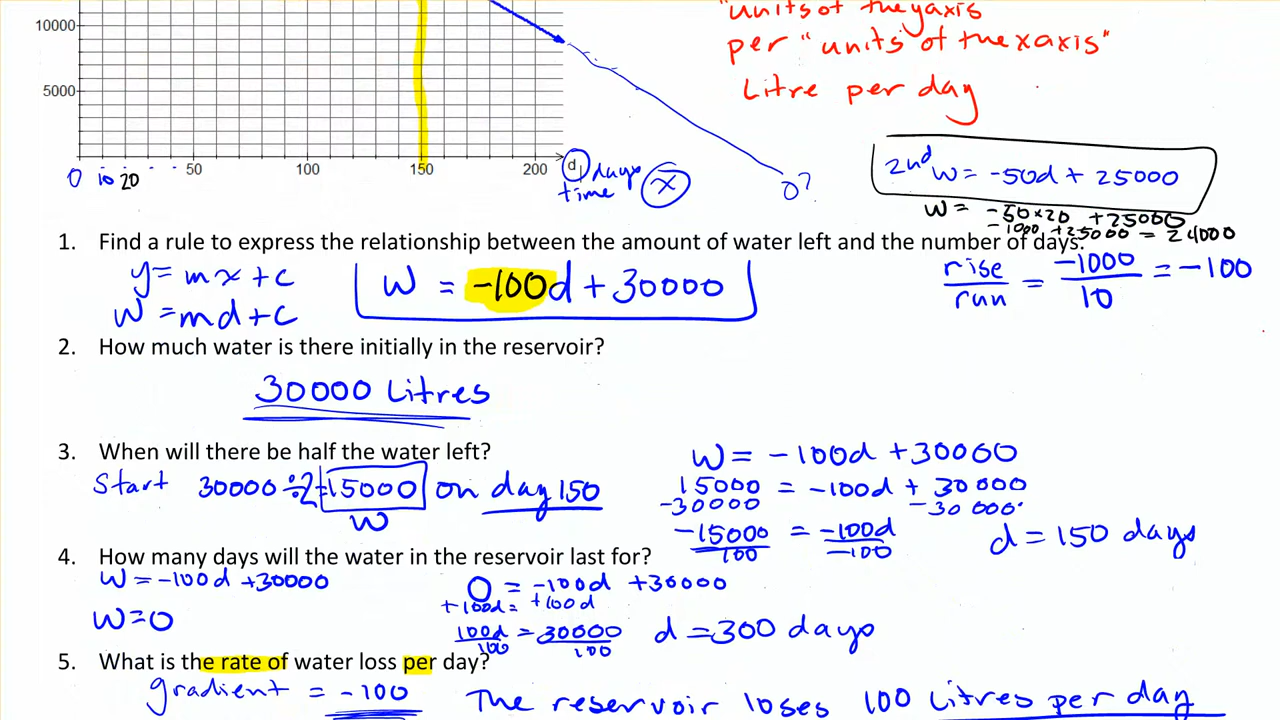 "units of the yaxis
per "units of the xaxis"
Litre per day
10000
5000
50 100 150 200 d, days
0 10 20
time x
0?
2nd W = -50d + 25000
W = -50×20 +25000
-1000 +25000 = 24000
1. Find a rule to express the relationship between the amount of water left and the number of days.
y = mx + c
W = md + c
W = -100d + 30000
rise/run = -1000/10 = -100
2. How much water is there initially in the reservoir?
30000 Litres
3. When will there be half the water left?
Start 30000 ÷2 = 15000 on day 150
W
W = -100d + 30000
15000 = -100d + 30000
-30000 -30000
-15000/100 = -100d/-100 d = 150 days
4. How many days will the water in the reservoir last for?
W = -100d + 30000
W = 0
0 = -100d + 30000
+100d = +100d
100d/100 = 30000/100 d = 300 days
5. What is the rate of water loss per day?
gradient = -100 The reservoir loses 100 Litres per day